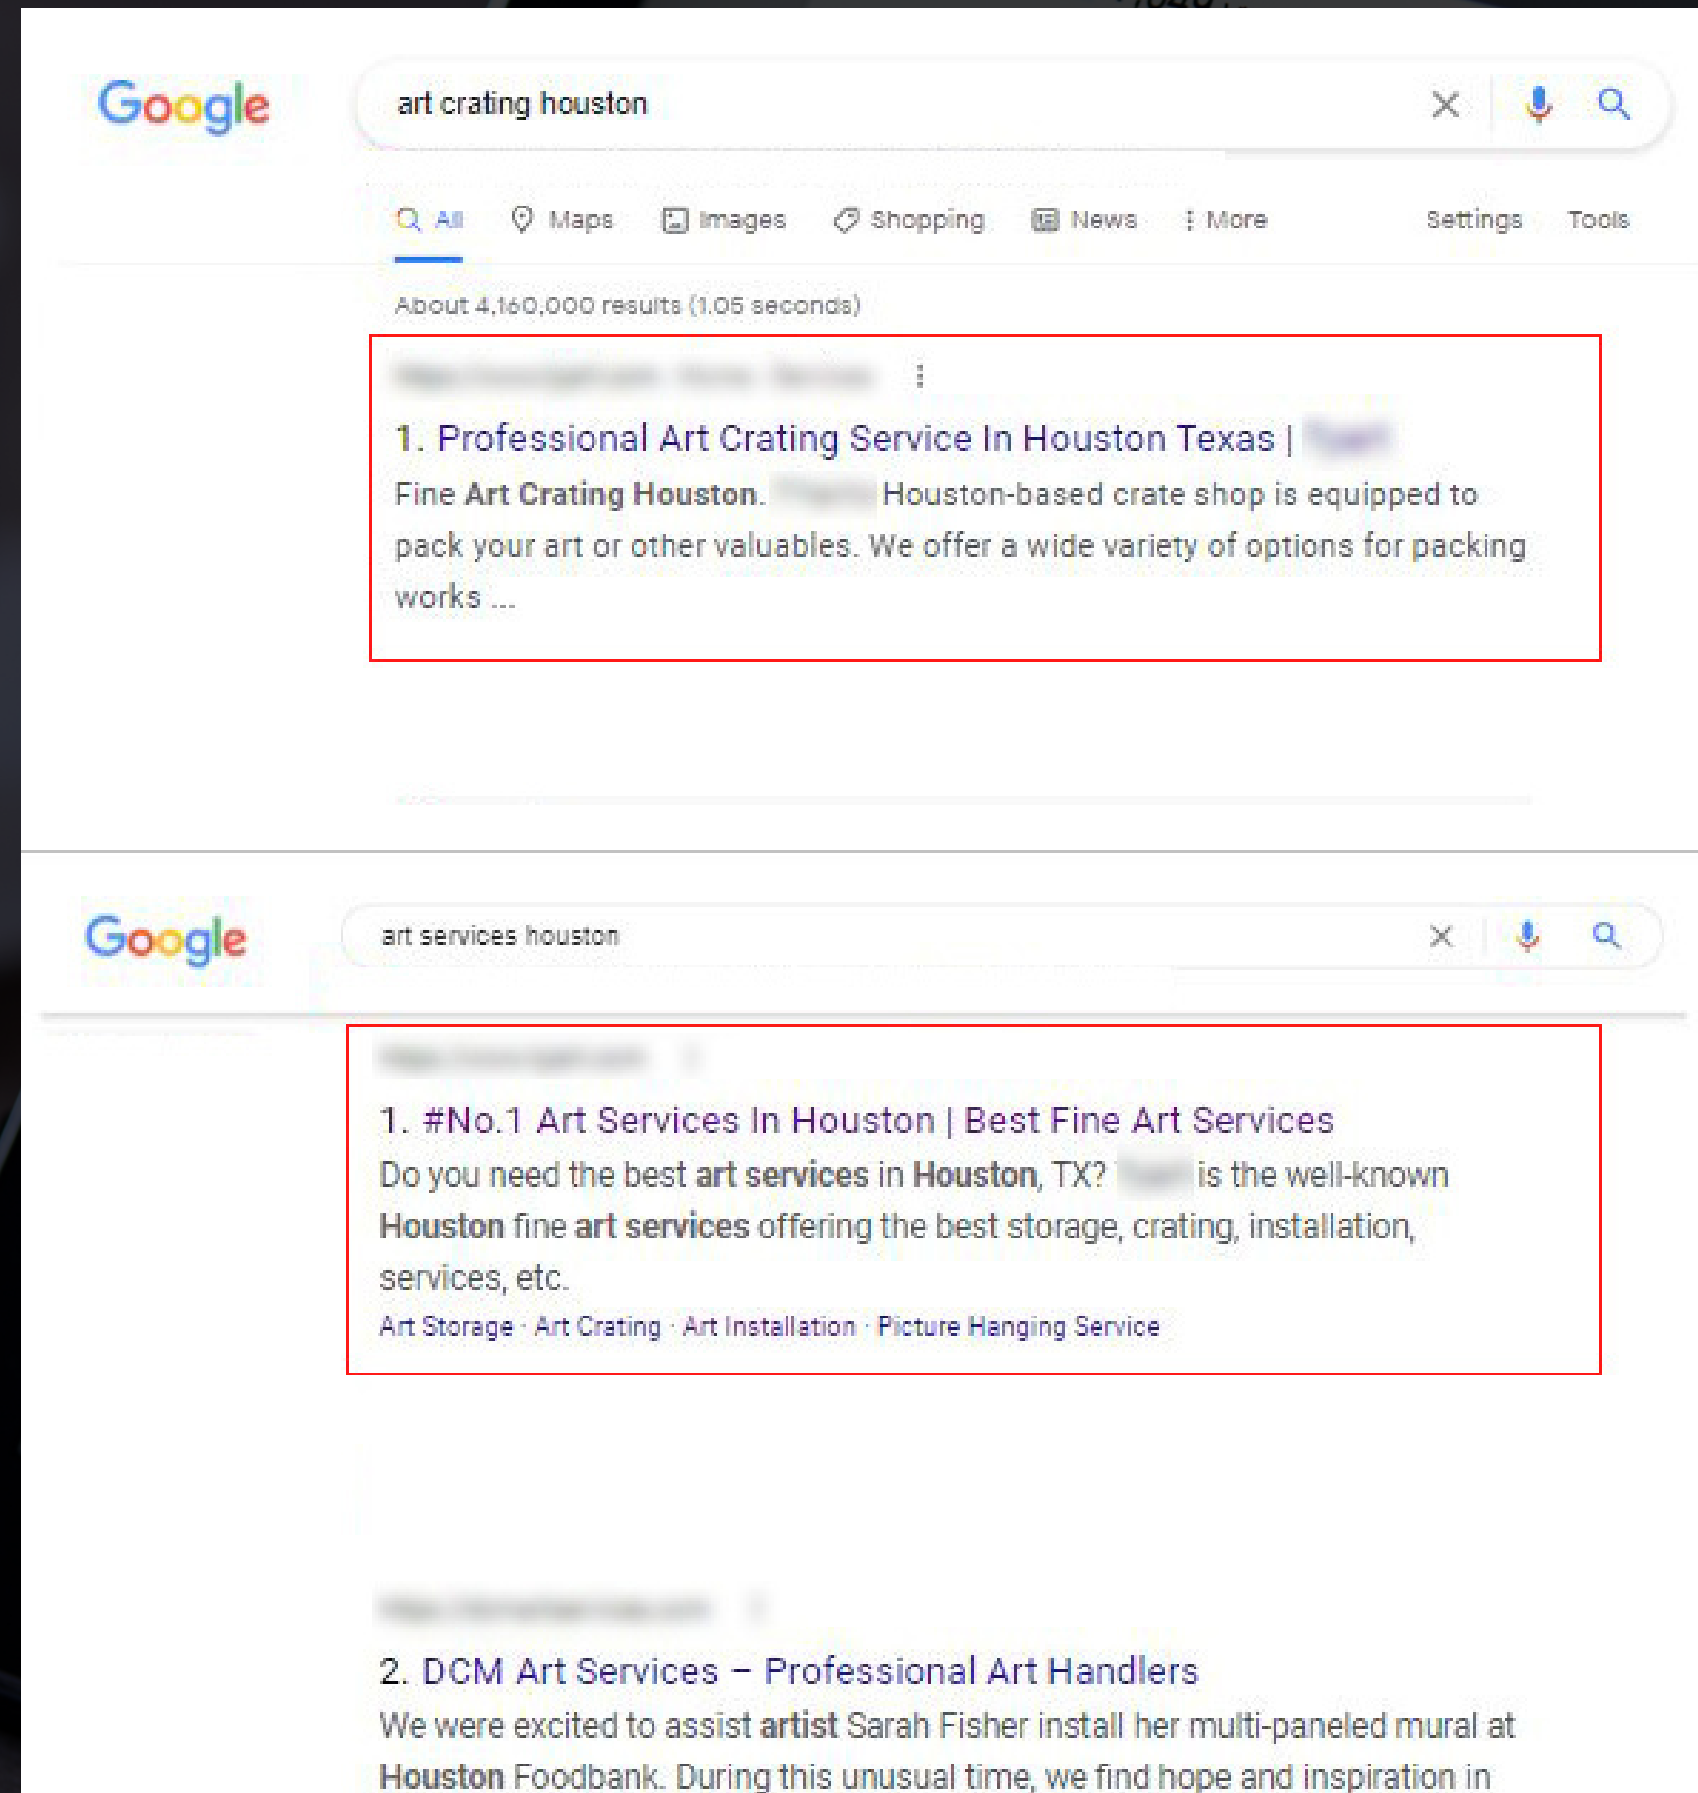 Google
art crating houston
All Maps Images Shopping News More Settings Tools
About 4,160,000 results (1.05 seconds)
1. Professional Art Crating Service In Houston Texas |
Fine Art Crating Houston. Houston-based crate shop is equipped to
pack your art or other valuables. We offer a wide variety of options for packing
works ...
Google
art services houston
1. #No.1 Art Services In Houston | Best Fine Art Services
Do you need the best art services in Houston, TX? is the well-known
Houston fine art services offering the best storage, crating, installation,
services, etc.
Art Storage · Art Crating · Art Installation · Picture Hanging Service
2. DCM Art Services – Professional Art Handlers
We were excited to assist artist Sarah Fisher install her multi-paneled mural at
Houston Foodbank. During this unusual time, we find hope and inspiration in